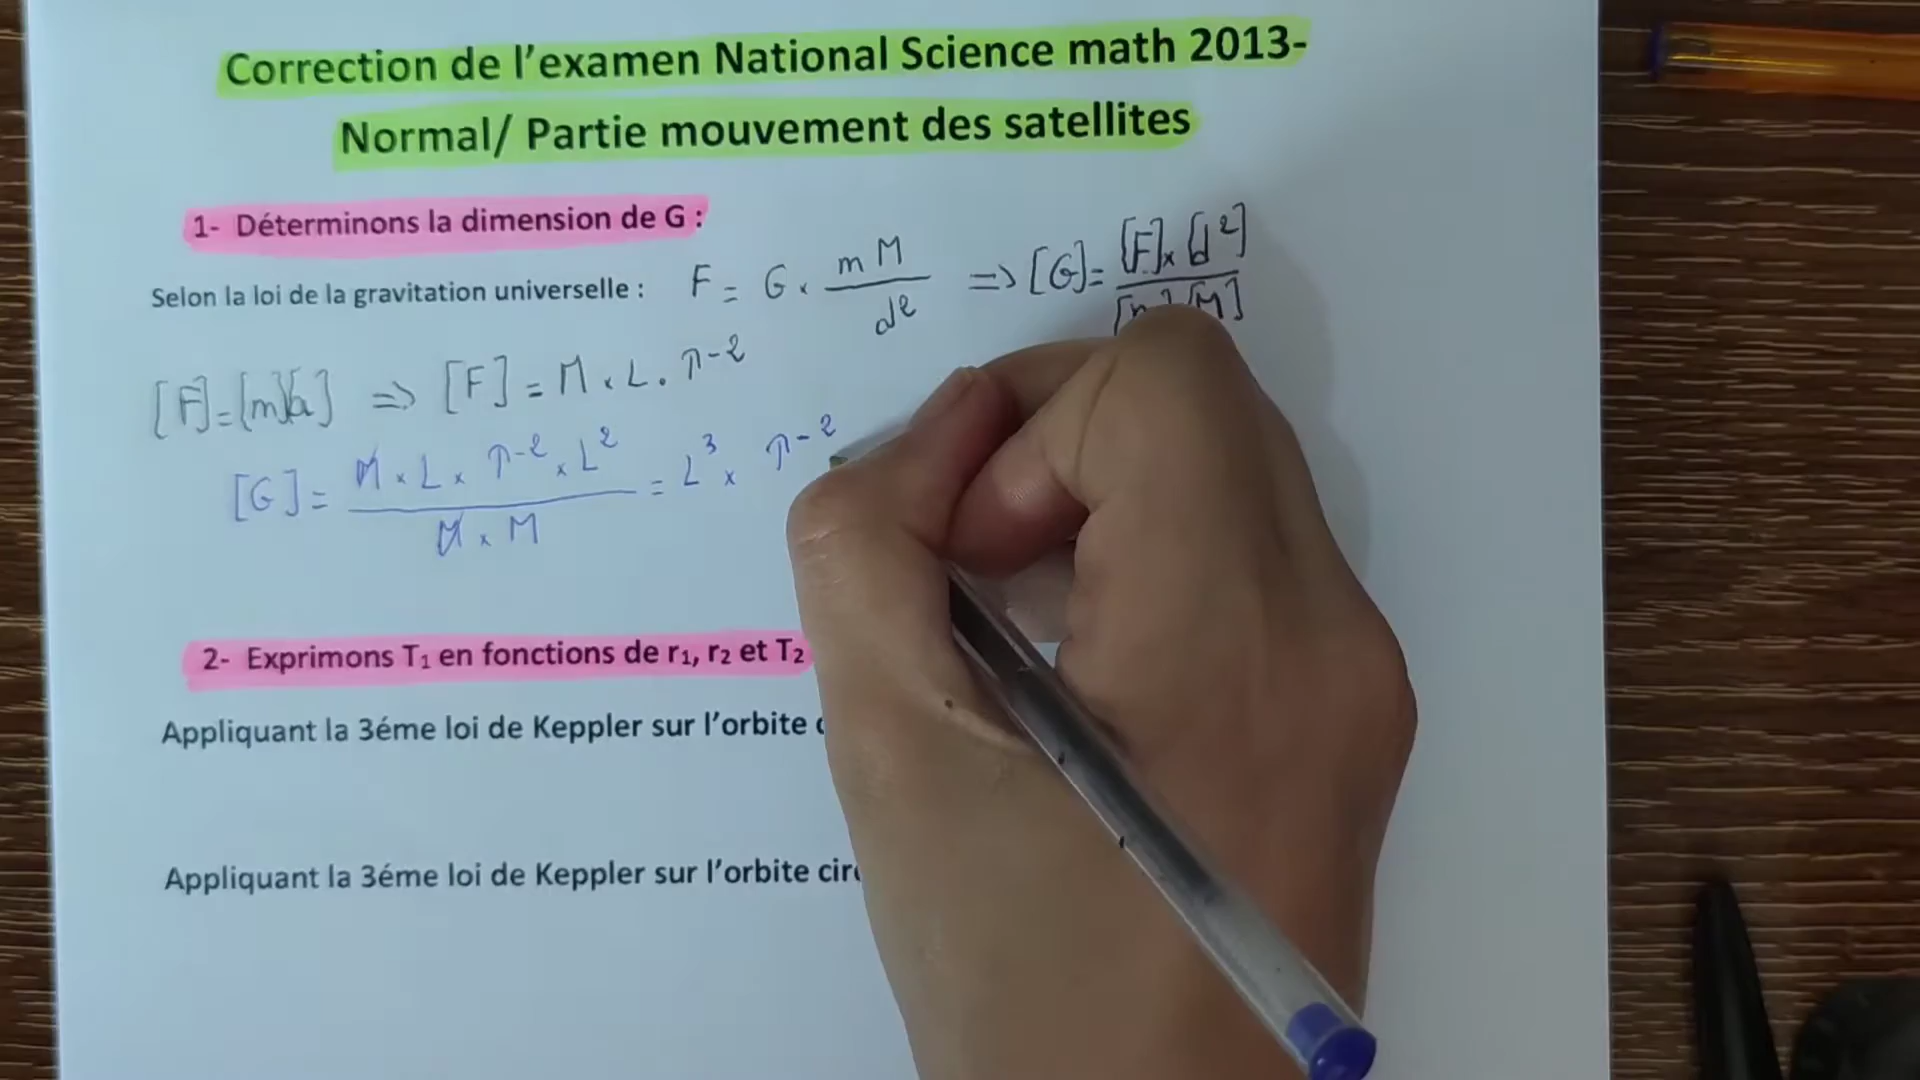 Correction de l'examen National Science math 2013-
Normal/ Partie mouvement des satellites
1- Déterminons la dimension de G :
Selon la loi de la gravitation universelle : F = G × m M / d² => [G] = [F] × [d²] / [m] [M]
[F] = [m][a] => [F] = M × L . T-2
[G] = M × L × T-2 × L² / M × M = L³ × T-2
2- Exprimons T₁ en fonctions de r₁, r₂ et T₂
Appliquant la 3éme loi de Keppler sur l'orbite
Appliquant la 3éme loi de Keppler sur l'orbite